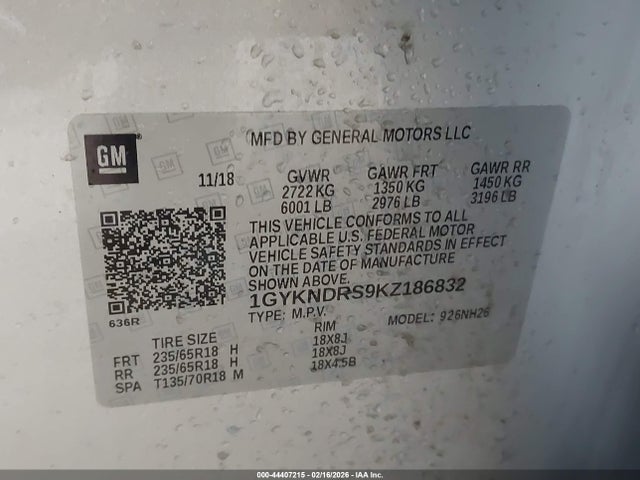 GM
MFD BY GENERAL MOTORS LLC
11/18
GVWR GAWR FRT GAWR RR
2722 KG 1350 KG 1450 KG
6001 LB 2976 LB 3196 LB
THIS VEHICLE CONFORMS TO ALL
APPLICABLE U.S. FEDERAL MOTOR
VEHICLE SAFETY STANDARDS IN EFFECT
ON THE DATE OF MANUFACTURE
SHOWN ABOVE.
1GYKNDRS9KZ186832
TYPE: M.P.V. MODEL: 926NH26
636R
TIRE SIZE RIM
FRT 235/65R18 H 18X8J
RR 235/65R18 H 18X8J
SPA T135/70R18 M 18X4.5B
000-44407215 - 02/16/2026 - IAA Inc.